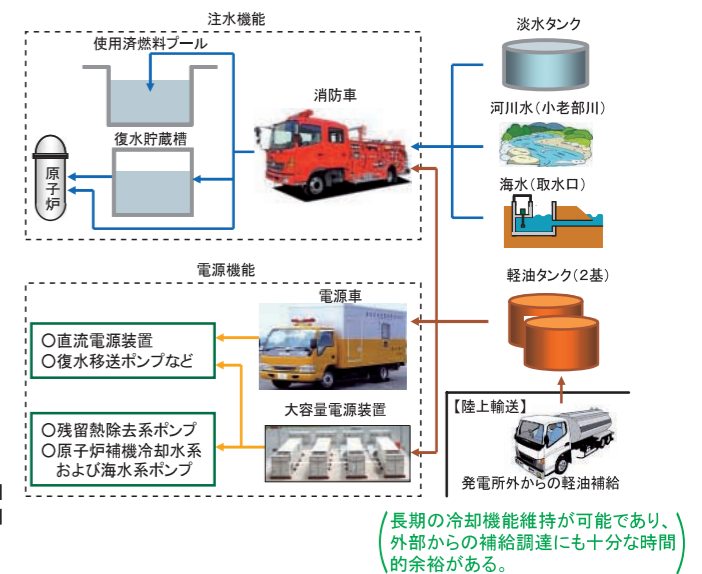 注水機能
使用済燃料プール
消防車
復水貯蔵槽
原子炉
淡水タンク
河川水（小老部川）
海水（取水口）
電源機能
電源車
〇直流電源装置
〇復水移送ポンプなど
大容量電源装置
〇残留熱除去系ポンプ
〇原子炉補機冷却水系
および海水系ポンプ
軽油タンク（２基）
【陸上輸送】
発電所外からの軽油補給
長期の冷却機能維持が可能であり、
外部からの補給調達にも十分な時間
的余裕がある。